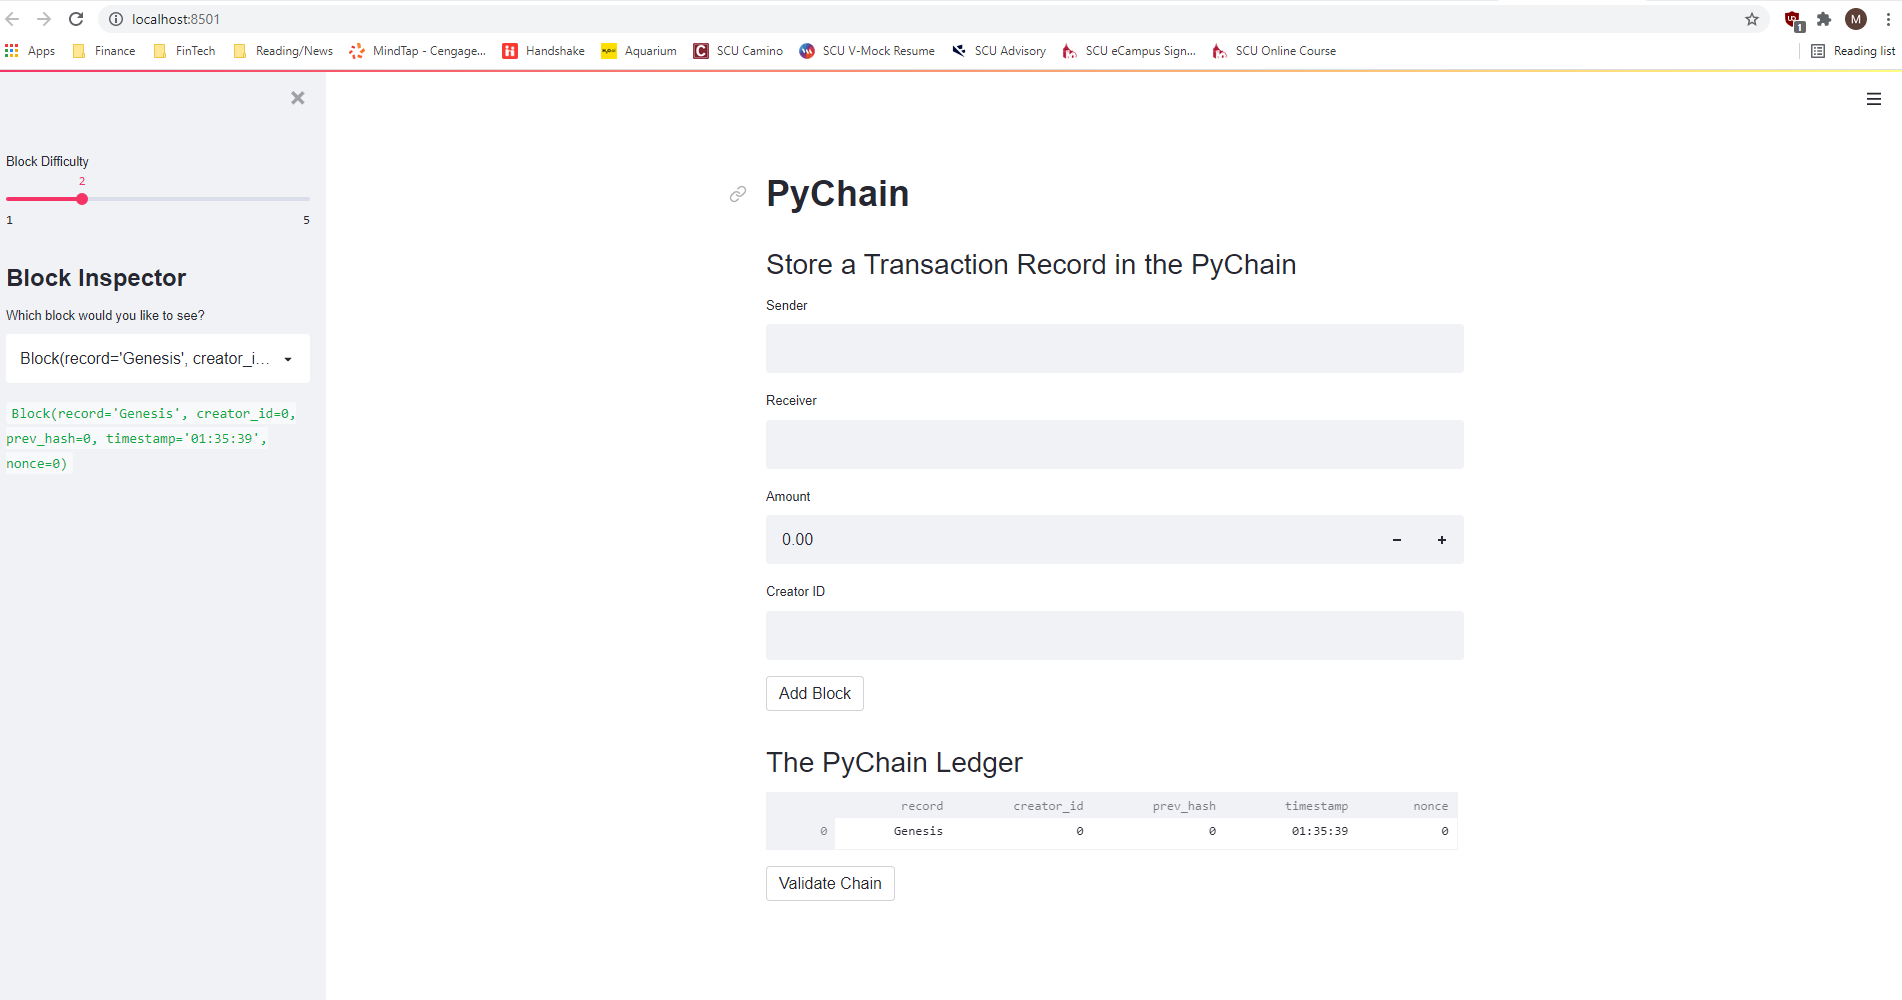 localhost:8501
1
M
Apps
Finance
FinTech
Reading/News
MindTap - Cengage...
Handshake
Aquarium
SCU Camino
SCU V-Mock Resume
SCU Advisory
SCU eCampus Sign...
SCU Online Course
Reading list
Block Difficulty
2
1 5
Block Inspector
Which block would you like to see?
Block(record='Genesis', creator_i...
Block(record='Genesis', creator_id=0,
prev_hash=0, timestamp='01:35:39',
nonce=0)
PyChain
Store a Transaction Record in the PyChain
Sender
Receiver
Amount
0.00 − +
Creator ID
Add Block
The PyChain Ledger
record creator_id prev_hash timestamp nonce
0 Genesis 0 0 01:35:39 0
Validate Chain